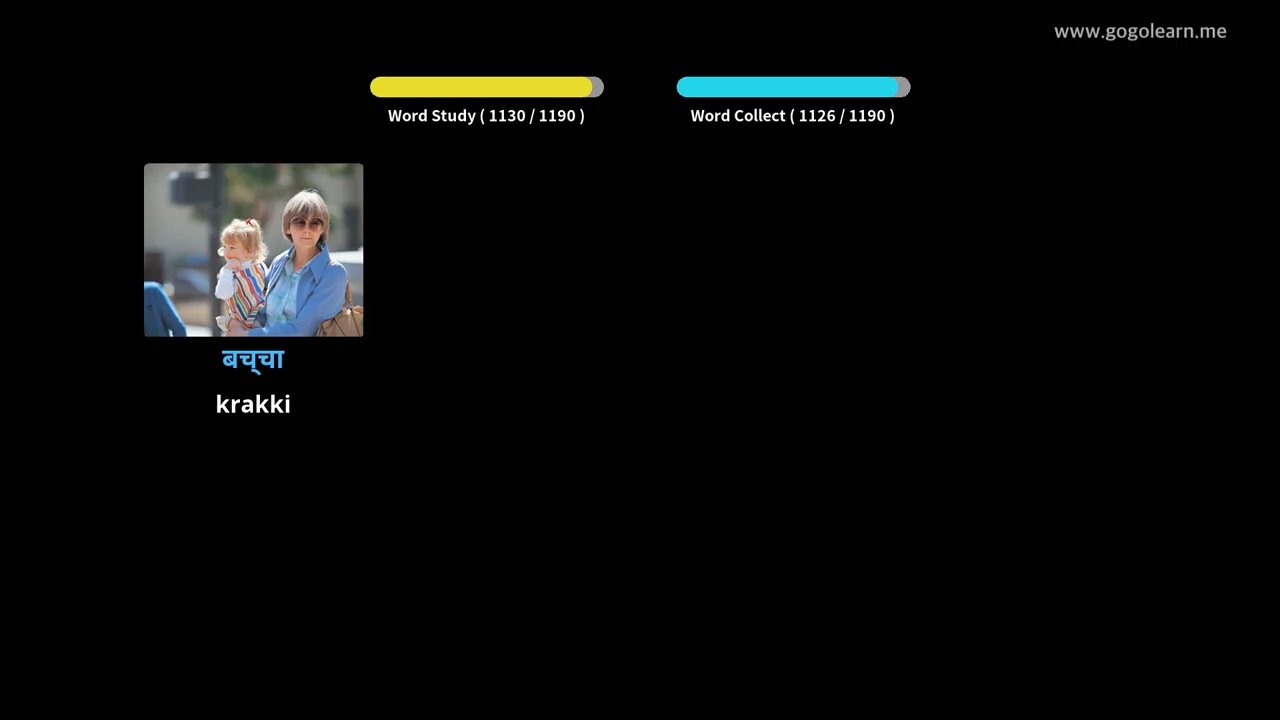 www.gogolearn.me
Word Study ( 1130 / 1190 )
Word Collect ( 1126 / 1190 )
बच्चा
krakki